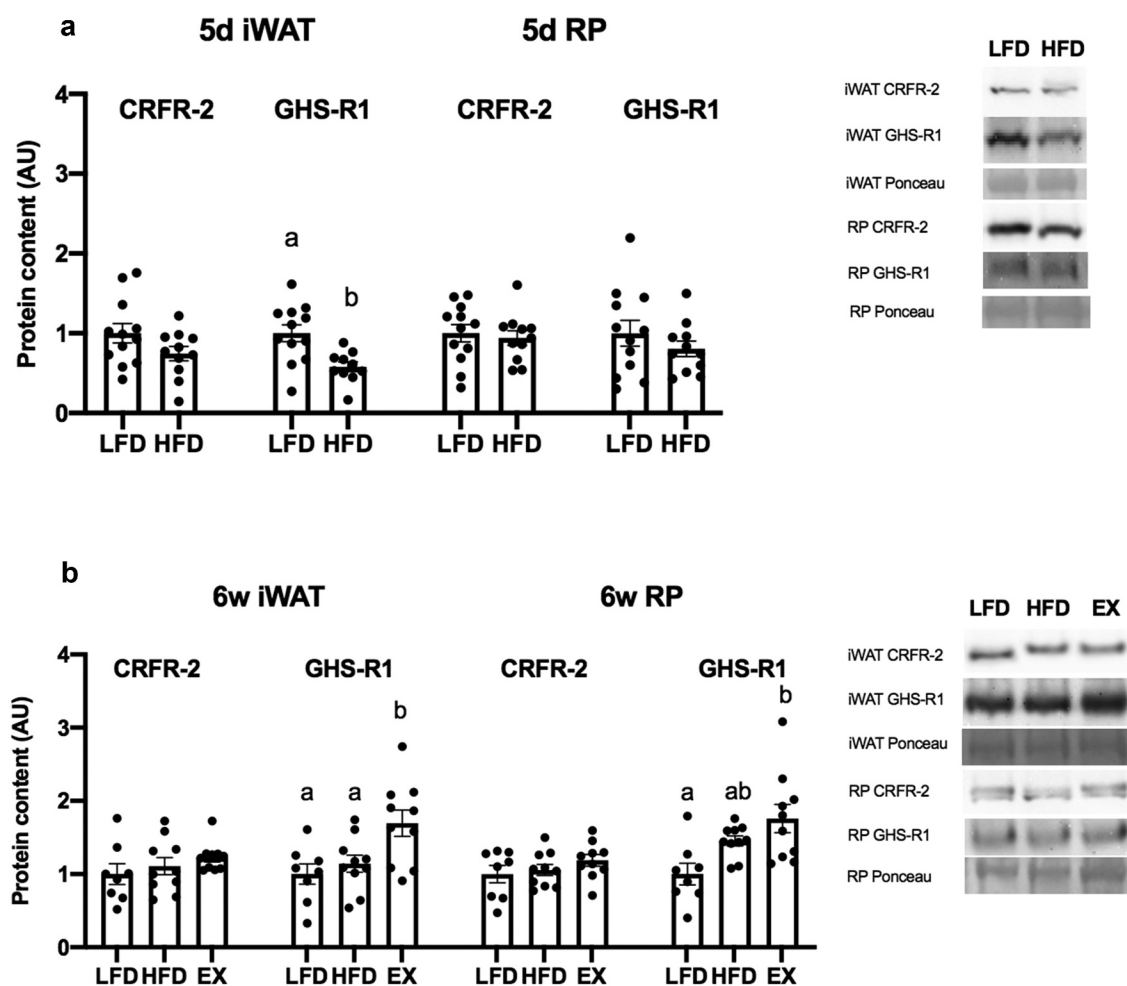 a
5d iWAT 5d RP
CRFR-2 GHS-R1 CRFR-2 GHS-R1
Protein content (AU)
4
3
2
1
0
a
b
LFD HFD LFD HFD LFD HFD LFD HFD
LFD HFD
iWAT CRFR-2
iWAT GHS-R1
iWAT Ponceau
RP CRFR-2
RP GHS-R1
RP Ponceau
b
6w iWAT 6w RP
CRFR-2 GHS-R1 CRFR-2 GHS-R1
Protein content (AU)
4
3
2
1
0
a a b
a ab b
LFD HFD EX LFD HFD EX LFD HFD EX LFD HFD EX
LFD HFD EX
iWAT CRFR-2
iWAT GHS-R1
iWAT Ponceau
RP CRFR-2
RP GHS-R1
RP Ponceau